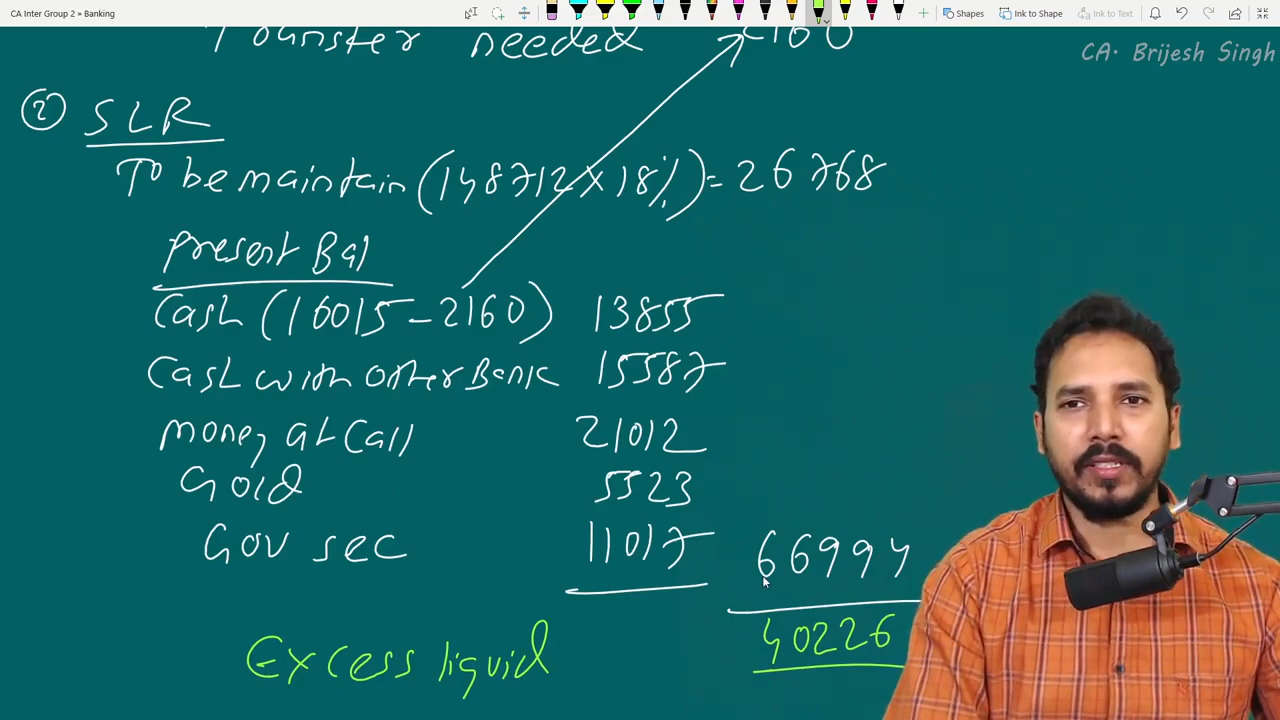 CA Inter Group 2 » Banking
Shapes
Ink to Shape
Ink to Text
CA. Brijesh Singh
Transfer needed 2160
② SLR
To be maintain (148712 × 18%) = 26768
Present Bal
Cash (16015 - 2160) 13855
Cash with other Bank 15587
Money at Call 21012
Gold 5523
Gov sec 11017 66994
Excess liquid 40226